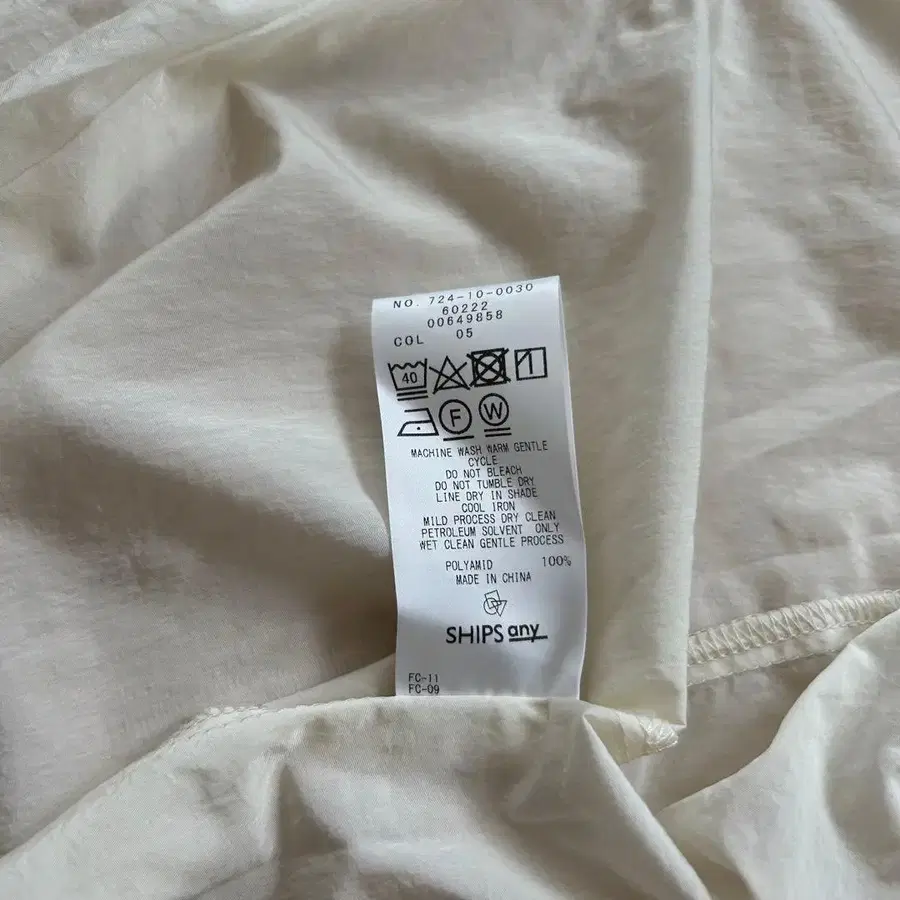 NO. 724-10-0030
60222
00649858
COL 05
40
F W
MACHINE WASH WARM GENTLE
CYCLE
DO NOT BLEACH
DO NOT TUMBLE DRY
LINE DRY IN SHADE
COOL IRON
MILD PROCESS DRY CLEAN
PETROLEUM SOLVENT ONLY
WET CLEAN GENTLE PROCESS
POLYAMID 100%
MADE IN CHINA
SHIPS any
FC-11
FC-09